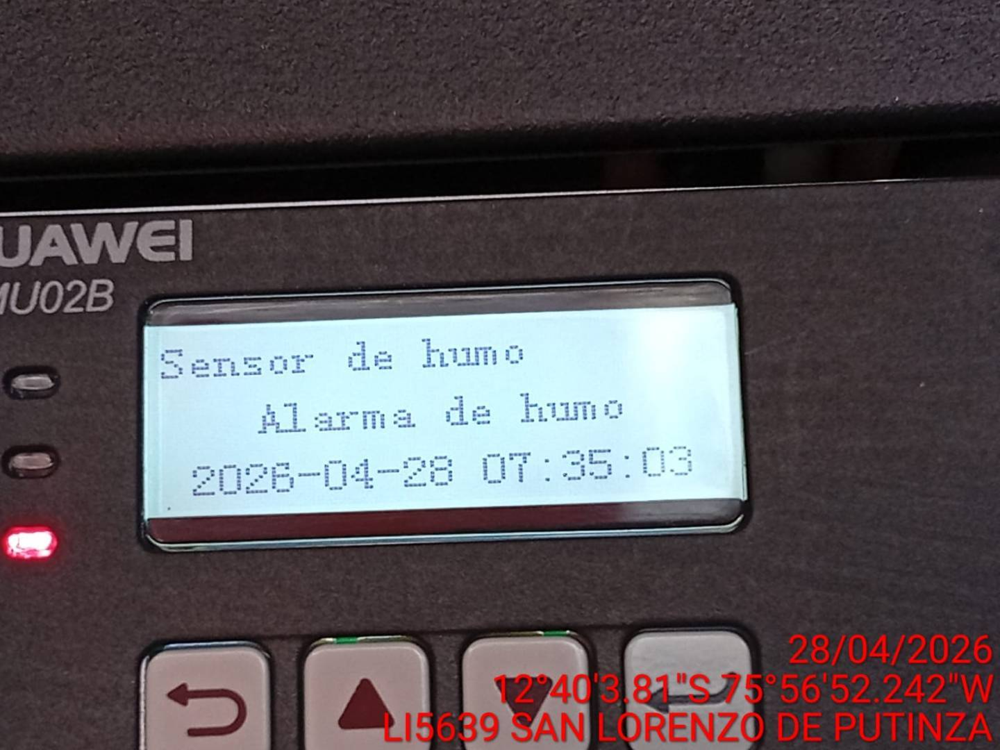 HUAWEI
MU02B
Sensor de humo
Alarma de humo
2026-04-28 07:35:03
28/04/2026
12°40'3.81"S 75°56'52.242"W
LI5639 SAN LORENZO DE PUTINZA